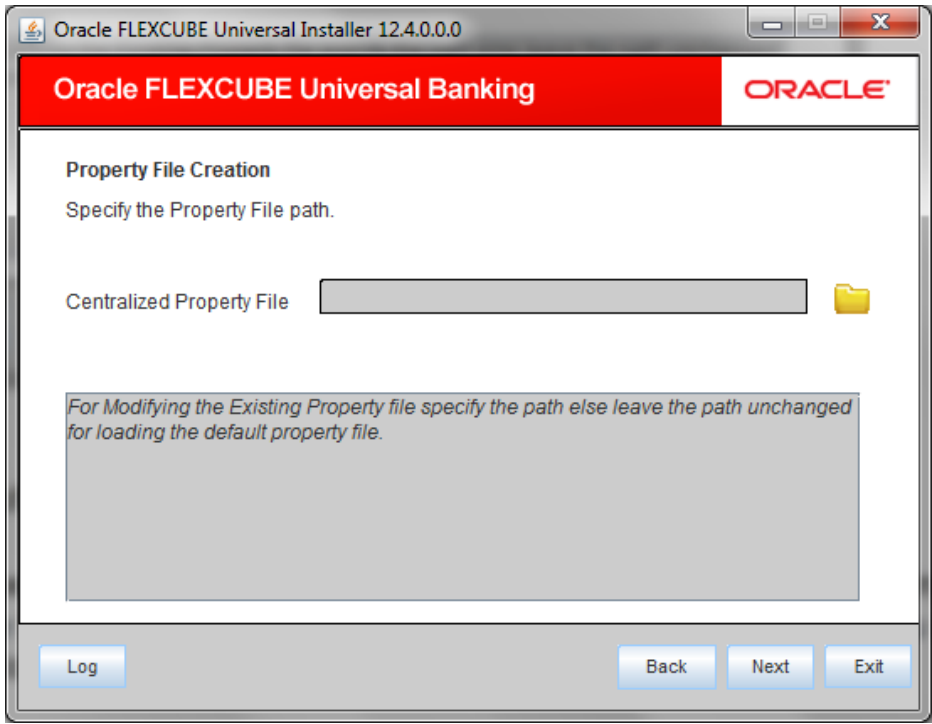 Oracle FLEXCUBE Universal Installer 12.4.0.0.0
Oracle FLEXCUBE Universal Banking
ORACLE
Property File Creation
Specify the Property File path.
Centralized Property File
For Modifying the Existing Property file specify the path else leave the path unchanged
for loading the default property file.
Log
Back
Next
Exit